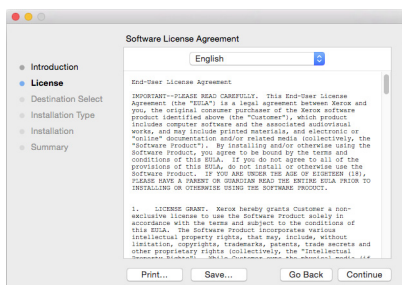 Software License Agreement
English
Introduction
License
Destination Select
Installation Type
Installation
Summary
End-User License Agreement
IMPORTANT--PLEASE READ CAREFULLY. This End-User License
Agreement (the "EULA") is a legal agreement between Xerox and
you, the original consumer purchaser of the Xerox software
product identified above (the "Customer"), which product
includes computer software and the associated audiovisual
works, and may include printed materials, and electronic or
"online" documentation and/or related media (collectively, the
"Software Product"). By installing and/or otherwise using the
Software Product, you agree to be bound by the terms and
conditions of this EULA. If you do not agree to all of the
provisions of this EULA, do not install or otherwise use the
Software Product. IF YOU ARE UNDER THE AGE OF EIGHTEEN (18),
PLEASE HAVE A PARENT OR GUARDIAN READ THE ENTIRE EULA PRIOR TO
INSTALLING OR OTHERWISE USING THE SOFTWARE PRODUCT.
1. LICENSE GRANT. Xerox hereby grants Customer a non-
exclusive license to use the Software Product solely in
accordance with the terms and subject to the conditions of
this EULA. The Software Product incorporates various
intellectual property rights, that may, include, without
limitation, copyrights, trademarks, patents, trade secrets and
other proprietary rights (collectively, the "Intellectual
Print...
Save...
Go Back
Continue